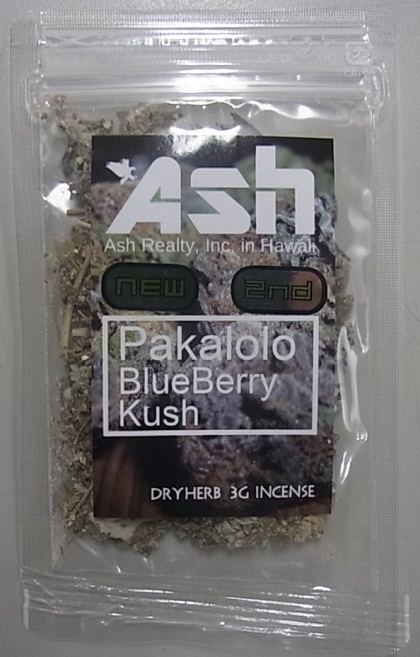 Ash
Ash Realty, Inc. in Hawaii
NEW 2nd
Pakalolo
BlueBerry
Kush
DRYHERB 3G INCENSE